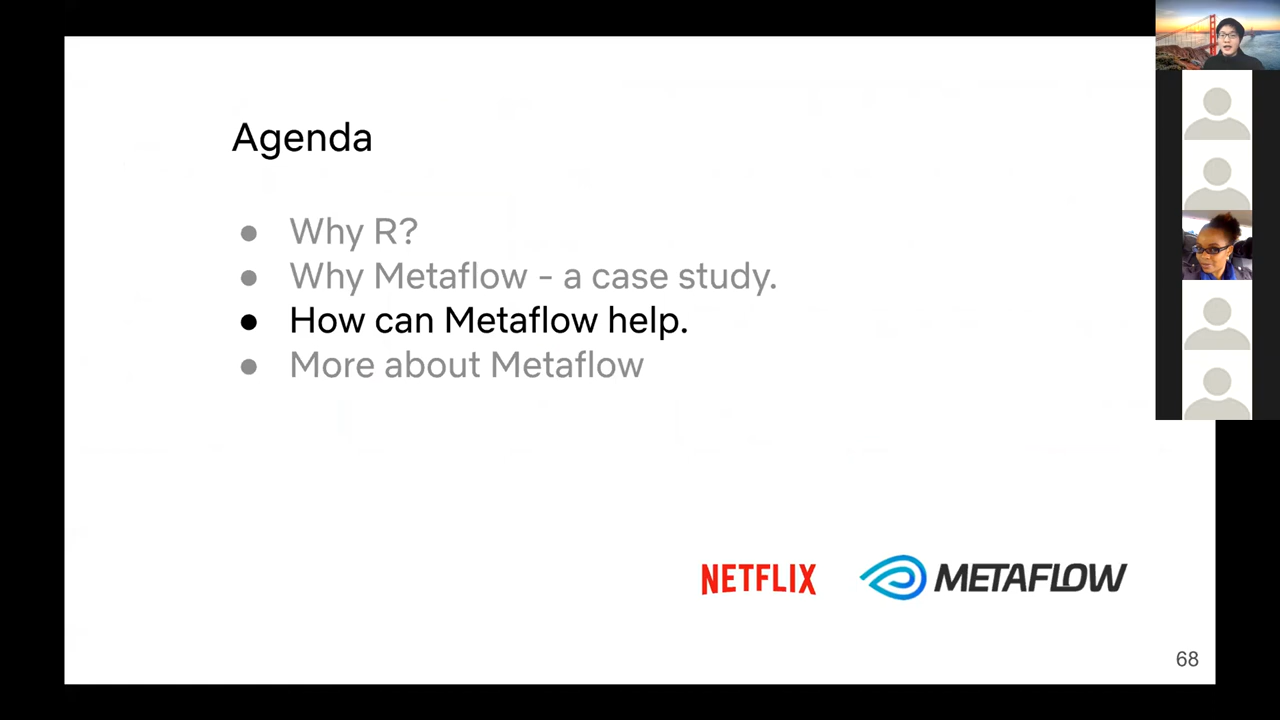 Agenda
● Why R?
● Why Metaflow - a case study.
● How can Metaflow help.
● More about Metaflow
NETFLIX METAFLOW
68